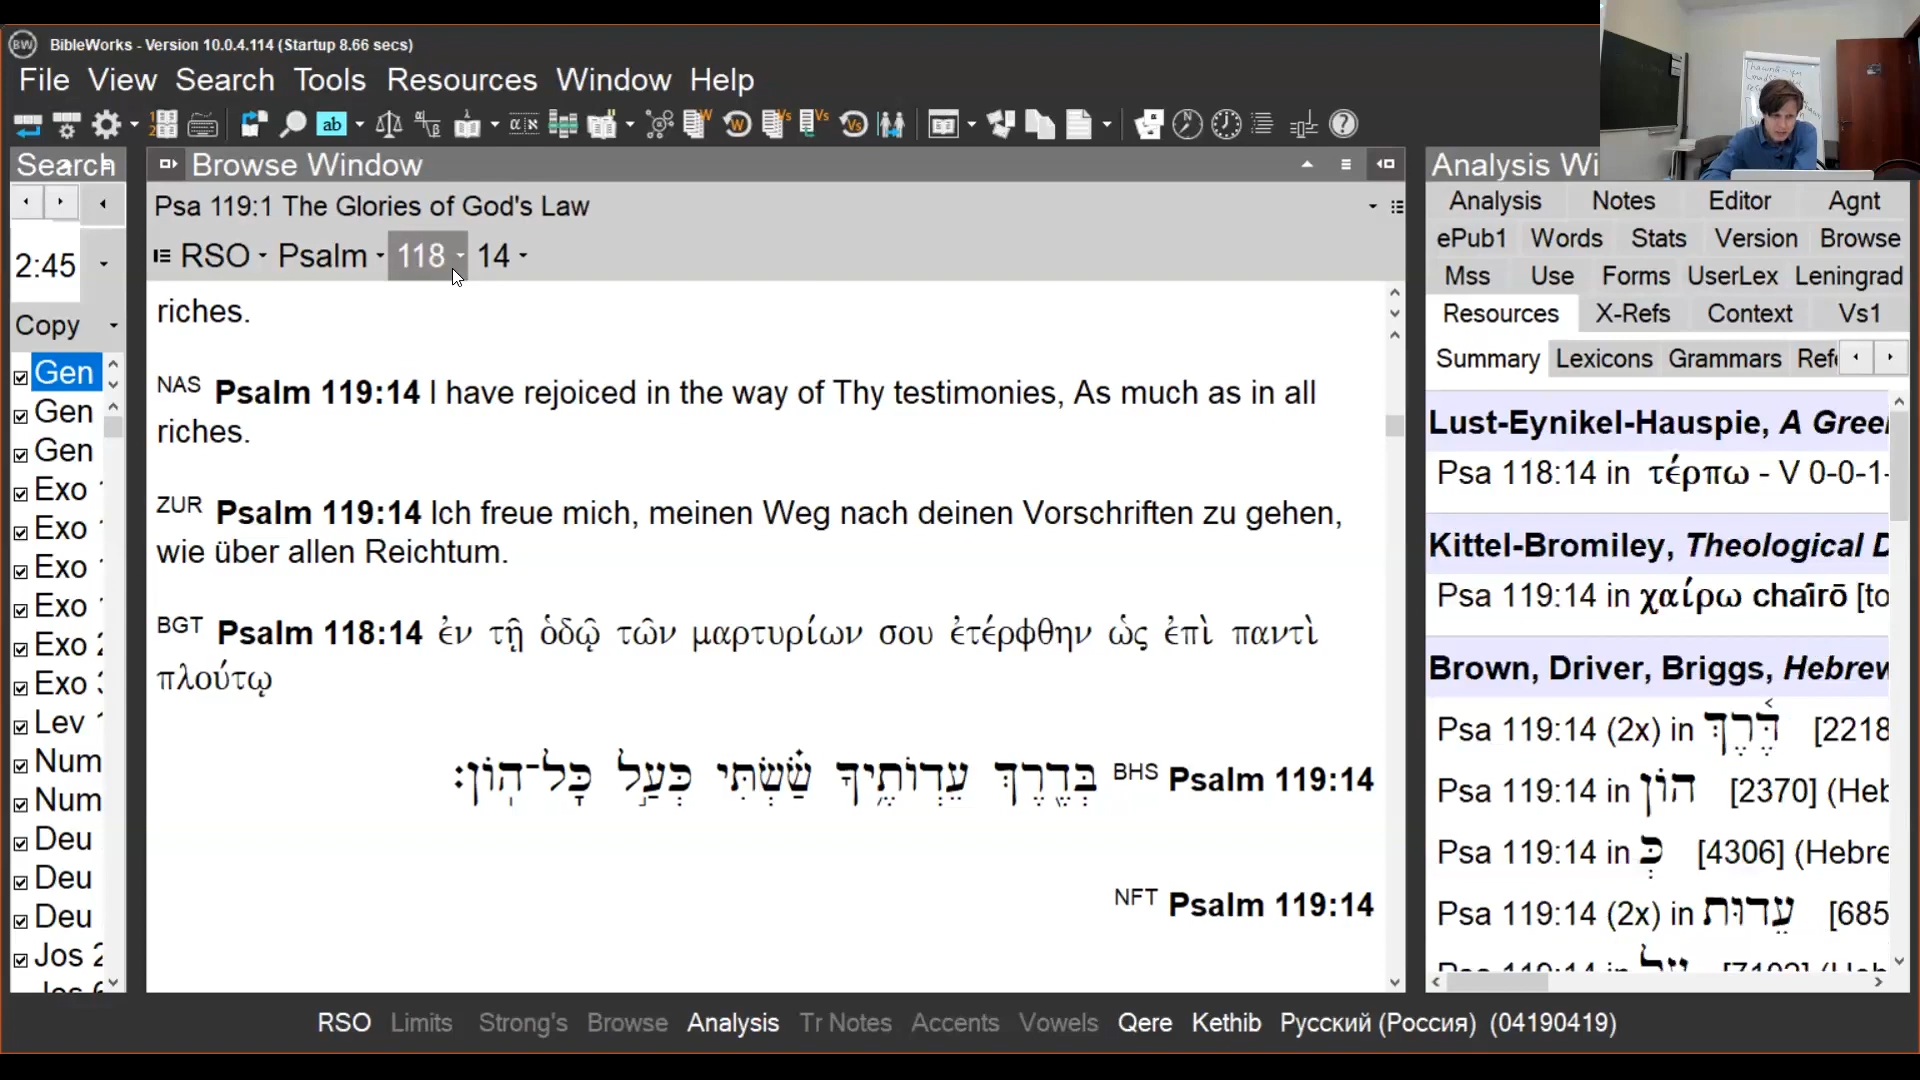 BW BibleWorks - Version 10.0.4.114 (Startup 8.66 secs)
File View Search Tools Resources Window Help
Search
Browse Window
Psa 119:1 The Glories of God's Law
RSO Psalm 118 14
2:45
Copy
Gen
Gen
Gen
Exo
Exo
Exo
Exo
Exo
Exo
Lev
Num
Num
Deu
Deu
Deu
Jos
riches.
NAS Psalm 119:14 I have rejoiced in the way of Thy testimonies, As much as in all
riches.
ZUR Psalm 119:14 Ich freue mich, meinen Weg nach deinen Vorschriften zu gehen,
wie über allen Reichtum.
BGT Psalm 118:14 ἐν τῇ ὁδῷ τῶν μαρτυρίων σου ἐτέρφθην ὡς ἐπὶ παντὶ
πλούτῳ
BHS Psalm 119:14 בְּדֶ֖רֶךְ עֵדְוֺתֶ֥יךָ שַׂ֗שְׂתִּי כְּעַ֣ל כָּל־הֽוֹן׃
NFT Psalm 119:14
Analysis Wi
Analysis Notes Editor Agnt
ePub1 Words Stats Version Browse
Mss Use Forms UserLex Leningrad
Resources X-Refs Context Vs1
Summary Lexicons Grammars Refe
Lust-Eynikel-Hauspie, A Gree
Psa 118:14 in τέρπω - V 0-0-1-
Kittel-Bromiley, Theological D
Psa 119:14 in χαίρω chaírō [to
Brown, Driver, Briggs, Hebrew
Psa 119:14 (2x) in דֶּ֫רֶךְ [2218
Psa 119:14 in הוֹן [2370] (Heb
Psa 119:14 in כְּ [4306] (Hebre
Psa 119:14 (2x) in עֵדוּת [685
RSO Limits Strong's Browse Analysis Tr Notes Accents Vowels Qere Kethib Русский (Россия) (04190419)